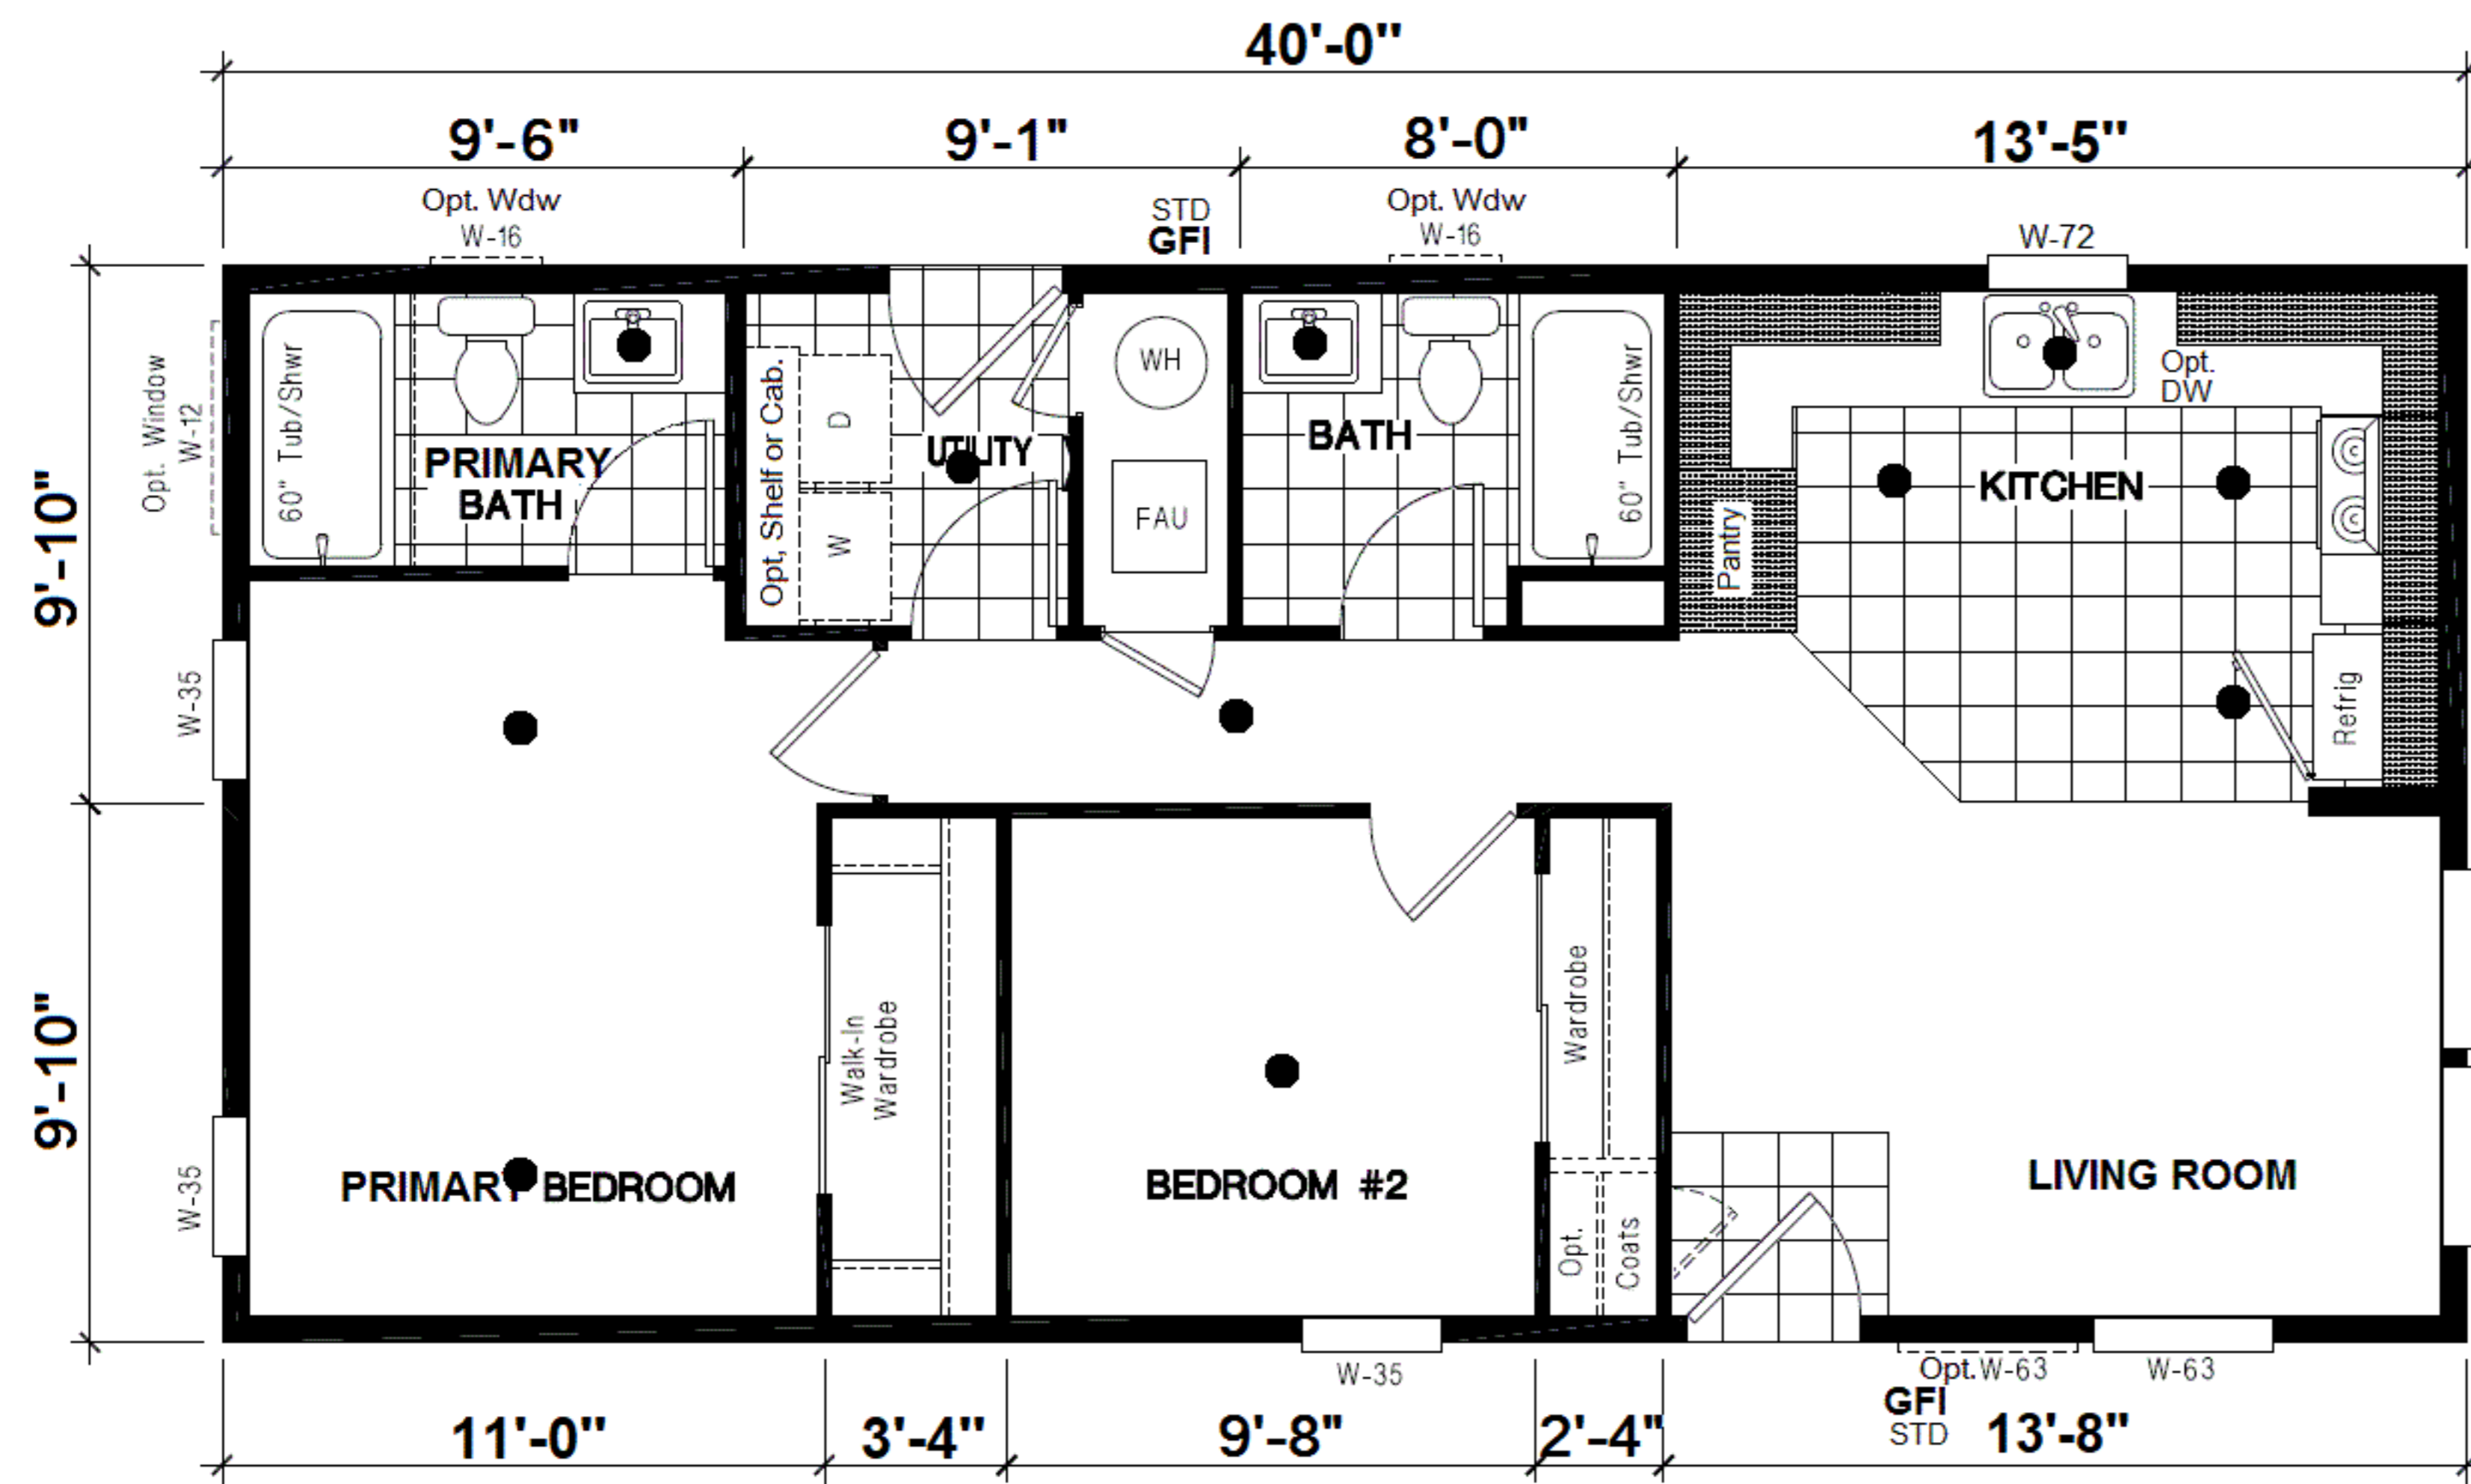 40'-0"
9'-6"
9'-1"
8'-0"
13'-5"
Opt. Wdw
W-16
STD
GFI
Opt. Wdw
W-16
W-72
Opt. Window
W-12
60" Tub/Shwr
PRIMARY
BATH
Opt, Shelf or Cab.
D
W
UTILITY
WH
FAU
BATH
60" Tub/Shwr
Pantry
KITCHEN
Opt.
DW
Refrig
9'-10"
9'-10"
W-35
W-35
PRIMARY BEDROOM
Walk-In
Wardrobe
BEDROOM #2
Wardrobe
Opt.
Coats
LIVING ROOM
W-35
Opt. W-63
W-63
GFI
STD
11'-0"
3'-4"
9'-8"
2'-4"
13'-8"